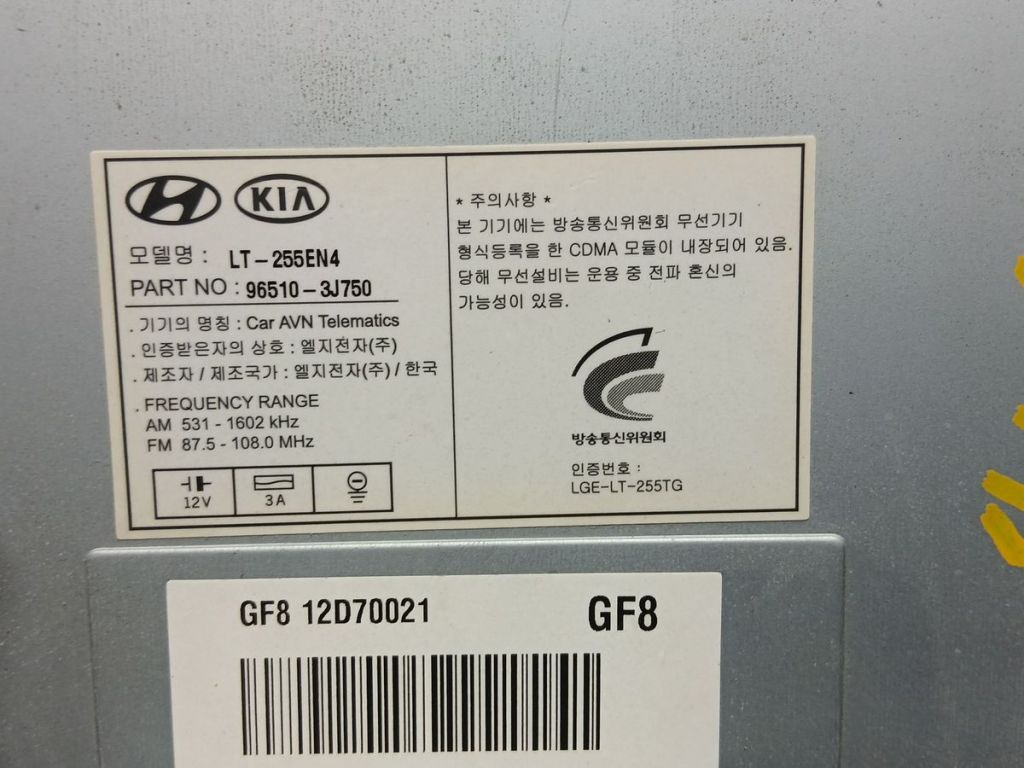 KIA
모델명 : LT-255EN4
PART NO : 96510-3J750
. 기기의 명칭 : Car AVN Telematics
. 인증받은자의 상호 : 엘지전자(주)
. 제조자 / 제조국가 : 엘지전자(주) / 한국
. FREQUENCY RANGE
AM 531 - 1602 kHz
FM 87.5 - 108.0 MHz
12V
3A
* 주의사항 *
본 기기에는 방송통신위원회 무선기기
형식등록을 한 CDMA 모듈이 내장되어 있음.
당해 무선설비는 운용 중 전파 혼신의
가능성이 있음.
방송통신위원회
인증번호 :
LGE-LT-255TG
GF8 12D70021
GF8